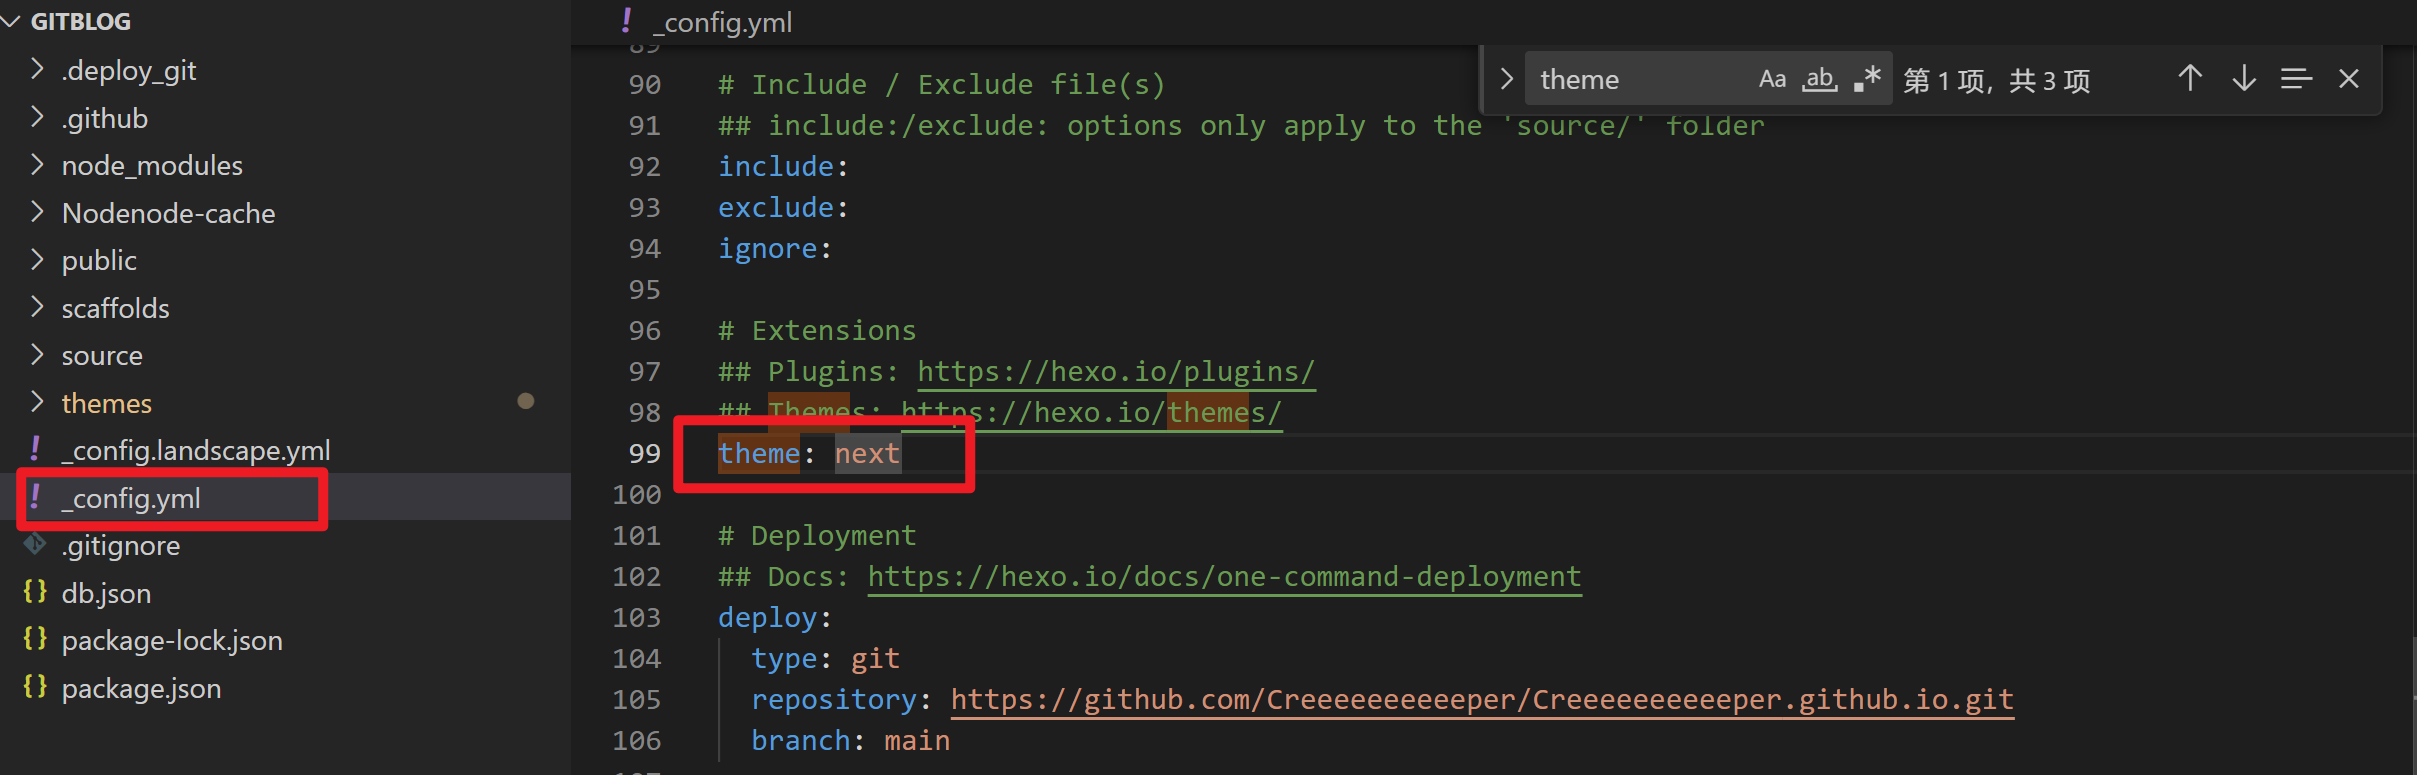 GITBLOG
.deploy_git
.github
node_modules
Nodenode-cache
public
scaffolds
source
themes
_config.landscape.yml
_config.yml
.gitignore
db.json
package-lock.json
package.json
_config.yml
theme
Aa ab
第 1 项，共 3 项
89
90 # Include / Exclude file(s)
91 ## include:/exclude: options only apply to the 'source/' folder
92 include:
93 exclude:
94 ignore:
95
96 # Extensions
97 ## Plugins: https://hexo.io/plugins/
98 ## Themes: https://hexo.io/themes/
99 theme: next
100
101 # Deployment
102 ## Docs: https://hexo.io/docs/one-command-deployment
103 deploy:
104 type: git
105 repository: https://github.com/Creeeeeeeeeeper/Creeeeeeeeeeper.github.io.git
106 branch: main
107